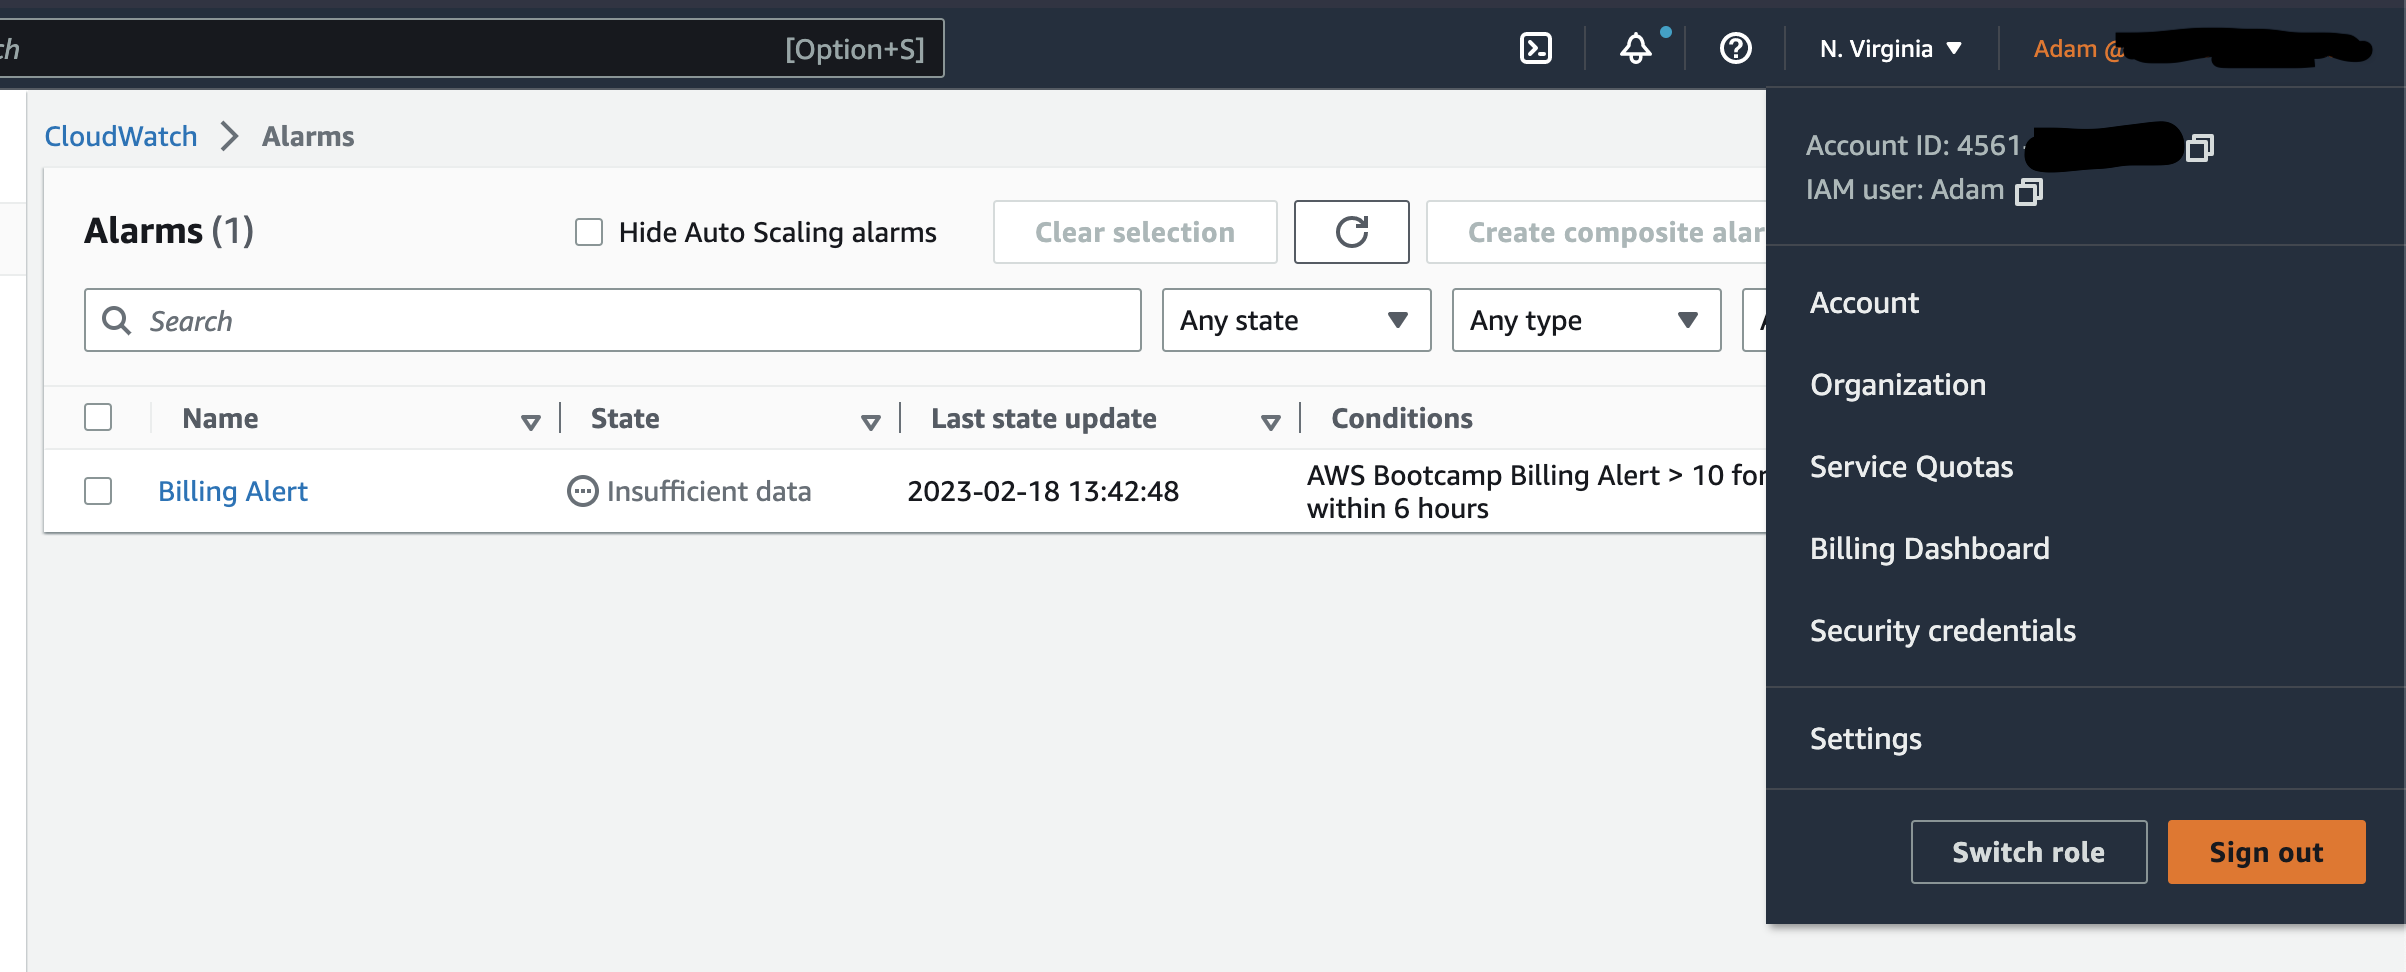 [Option+S]
N. Virginia
Adam @
CloudWatch
Alarms
Account ID: 4561-
IAM user: Adam
Alarms (1)
Hide Auto Scaling alarms
Clear selection
Create composite alar
Search
Any state
Any type
Name
State
Last state update
Conditions
Billing Alert
Insufficient data
2023-02-18 13:42:48
AWS Bootcamp Billing Alert > 10 for
within 6 hours
Account
Organization
Service Quotas
Billing Dashboard
Security credentials
Settings
Switch role
Sign out